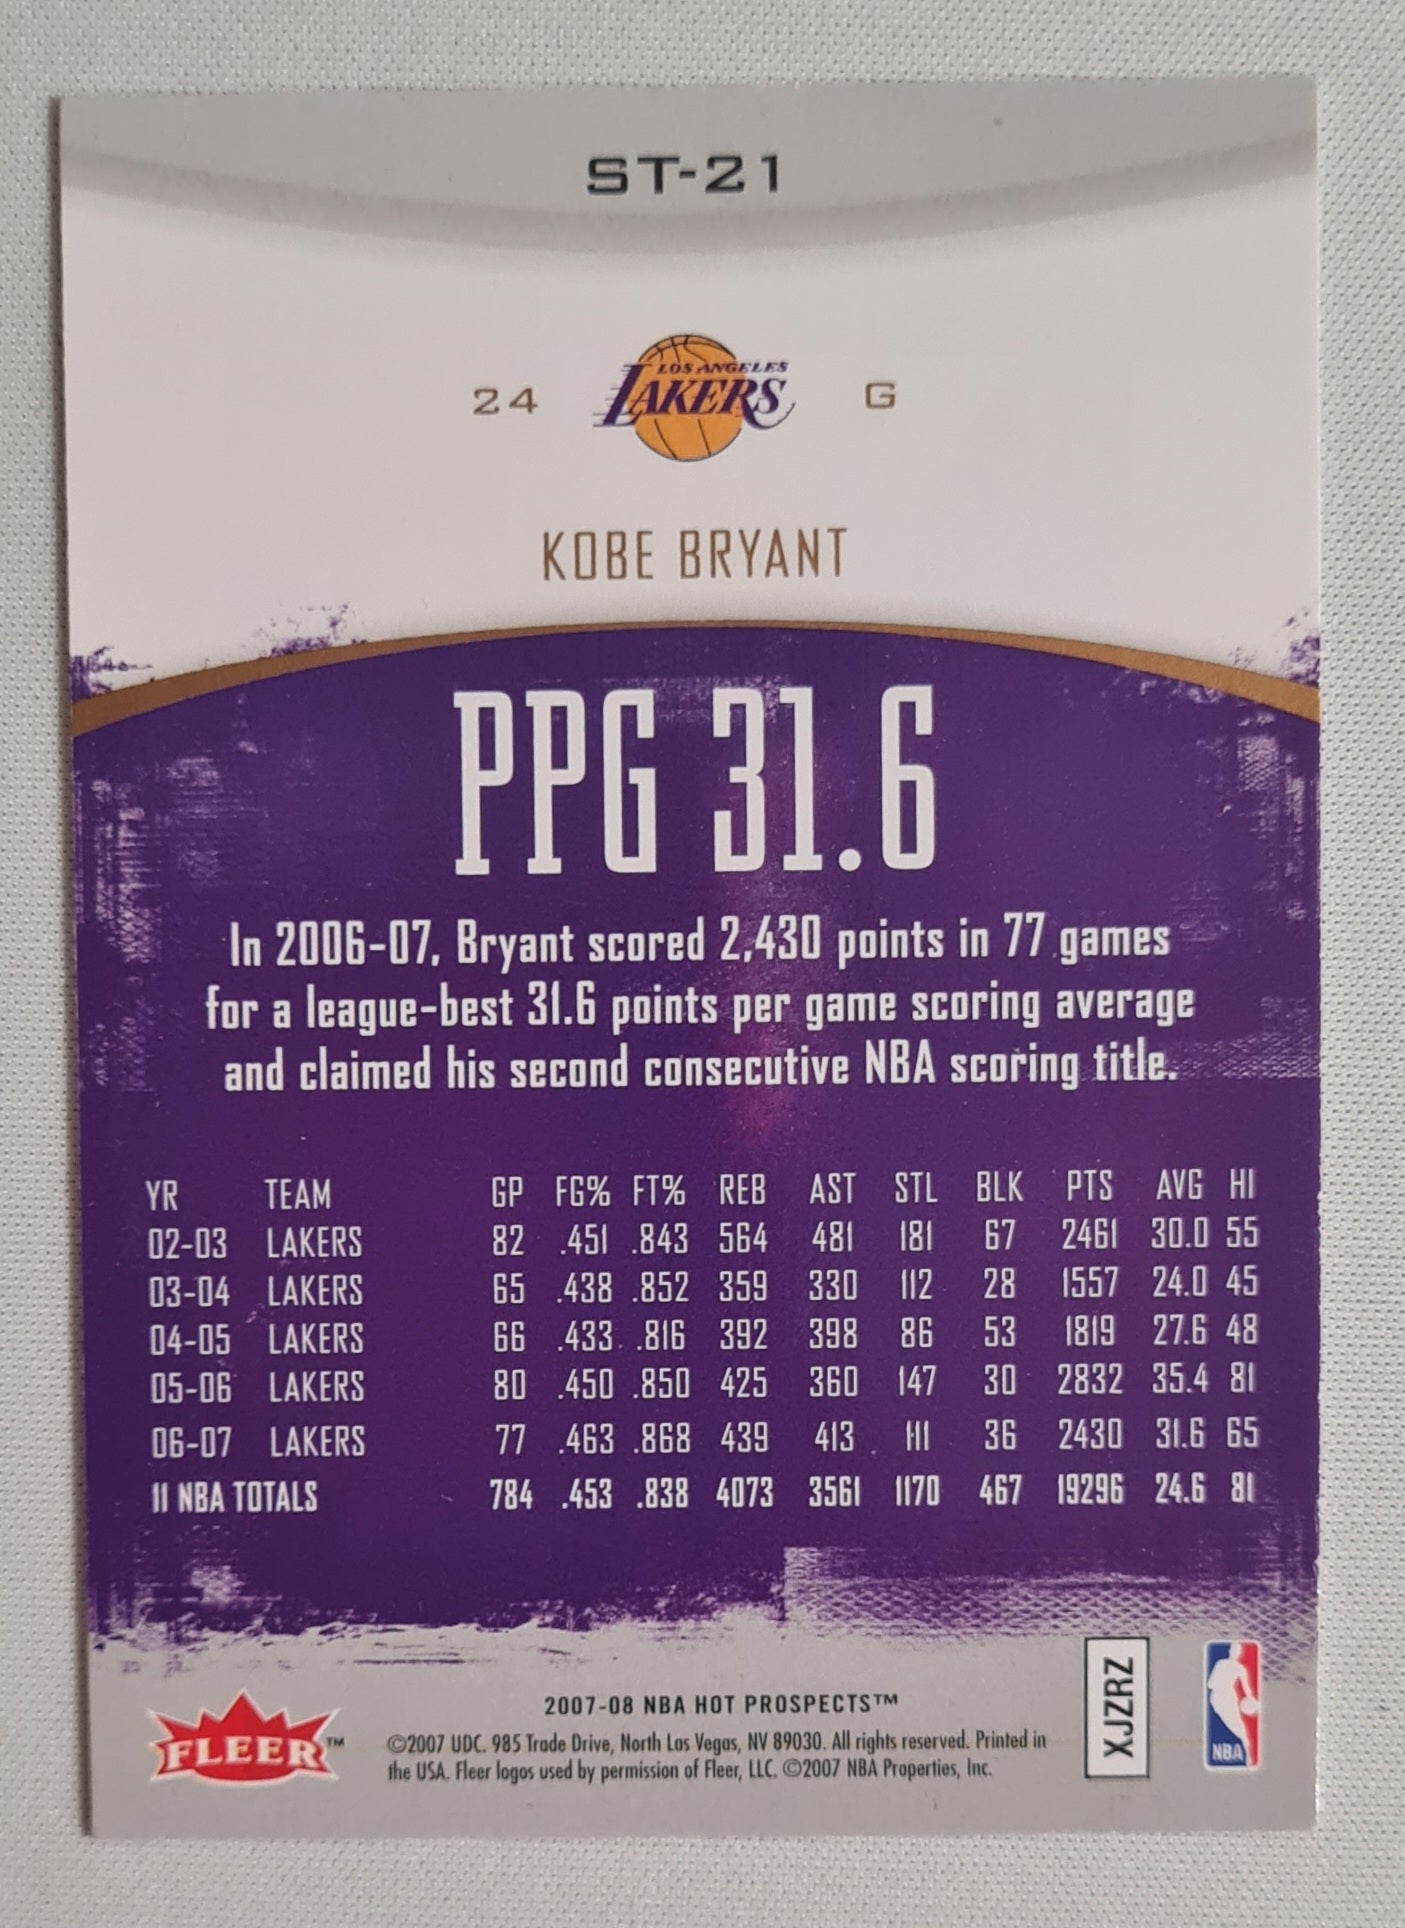 ST-21
24 LOS ANGELES LAKERS G
KOBE BRYANT
PPG 31.6
In 2006-07, Bryant scored 2,430 points in 77 games
for a league-best 31.6 points per game scoring average
and claimed his second consecutive NBA scoring title.
YR TEAM GP FG% FT% REB AST STL BLK PTS AVG HI
02-03 LAKERS 82 .451 .843 564 481 181 67 2461 30.0 55
03-04 LAKERS 65 .438 .852 359 330 112 28 1557 24.0 45
04-05 LAKERS 66 .433 .816 392 398 86 53 1819 27.6 48
05-06 LAKERS 80 .450 .850 425 360 147 30 2832 35.4 81
06-07 LAKERS 77 .463 .868 439 413 111 36 2430 31.6 65
11 NBA TOTALS 784 .453 .838 4073 3561 1170 467 19296 24.6 81
FLEER™
2007-08 NBA HOT PROSPECTS™
©2007 UDC. 985 Trade Drive, North Las Vegas, NV 89030. All rights reserved. Printed in
the USA. Fleer logos used by permission of Fleer, LLC. ©2007 NBA Properties, Inc.
XJZRZ
NBA